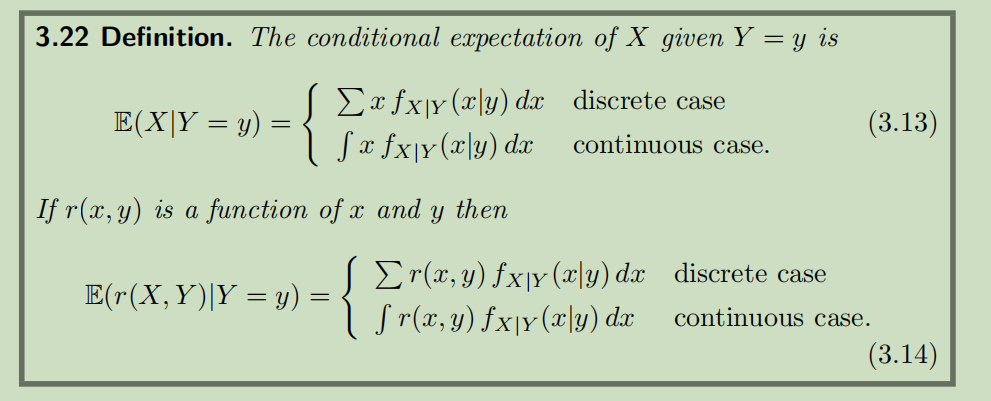 3.22 Definition. The conditional expectation of X given Y = y is
𝔼(X|Y = y) = { ∑ x f_{X|Y}(x|y) dx discrete case
∫ x f_{X|Y}(x|y) dx continuous case. (3.13)
If r(x, y) is a function of x and y then
𝔼(r(X, Y)|Y = y) = { ∑ r(x, y) f_{X|Y}(x|y) dx discrete case
∫ r(x, y) f_{X|Y}(x|y) dx continuous case.
(3.14)